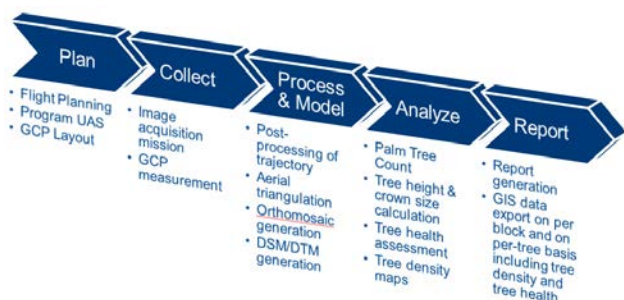 Plan
• Flight Planning
• Program UAS
• GCP Layout
Collect
• Image
acquisition
mission
• GCP
measurement
Process
& Model
• Post-
processing of
trajectory
• Aerial
triangulation
• Orthomosaic
generation
• DSM/DTM
generation
Analyze
• Palm Tree
Count
• Tree height &
crown size
calculation
• Tree health
assessment
• Tree density
maps
Report
• Report
generation
• GIS data
export on per
block and on
per-tree basis
including tree
density and
tree health